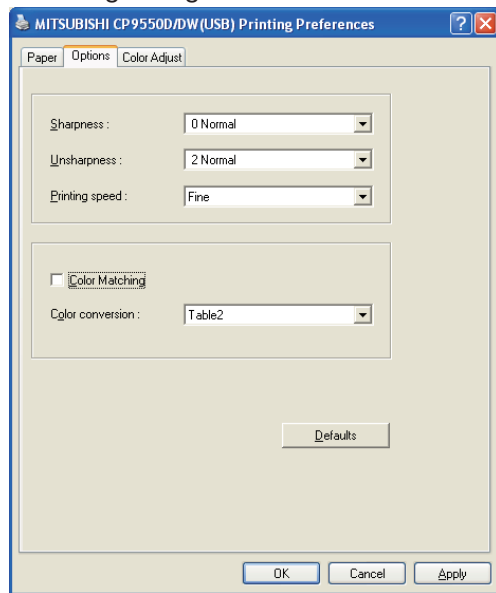 MITSUBISHI CP9550D/DW(USB) Printing Preferences
Paper Options Color Adjust
Sharpness : 0 Normal
Unsharpness : 2 Normal
Printing speed : Fine
Color Matching
Color conversion : Table2
Defaults
OK Cancel Apply